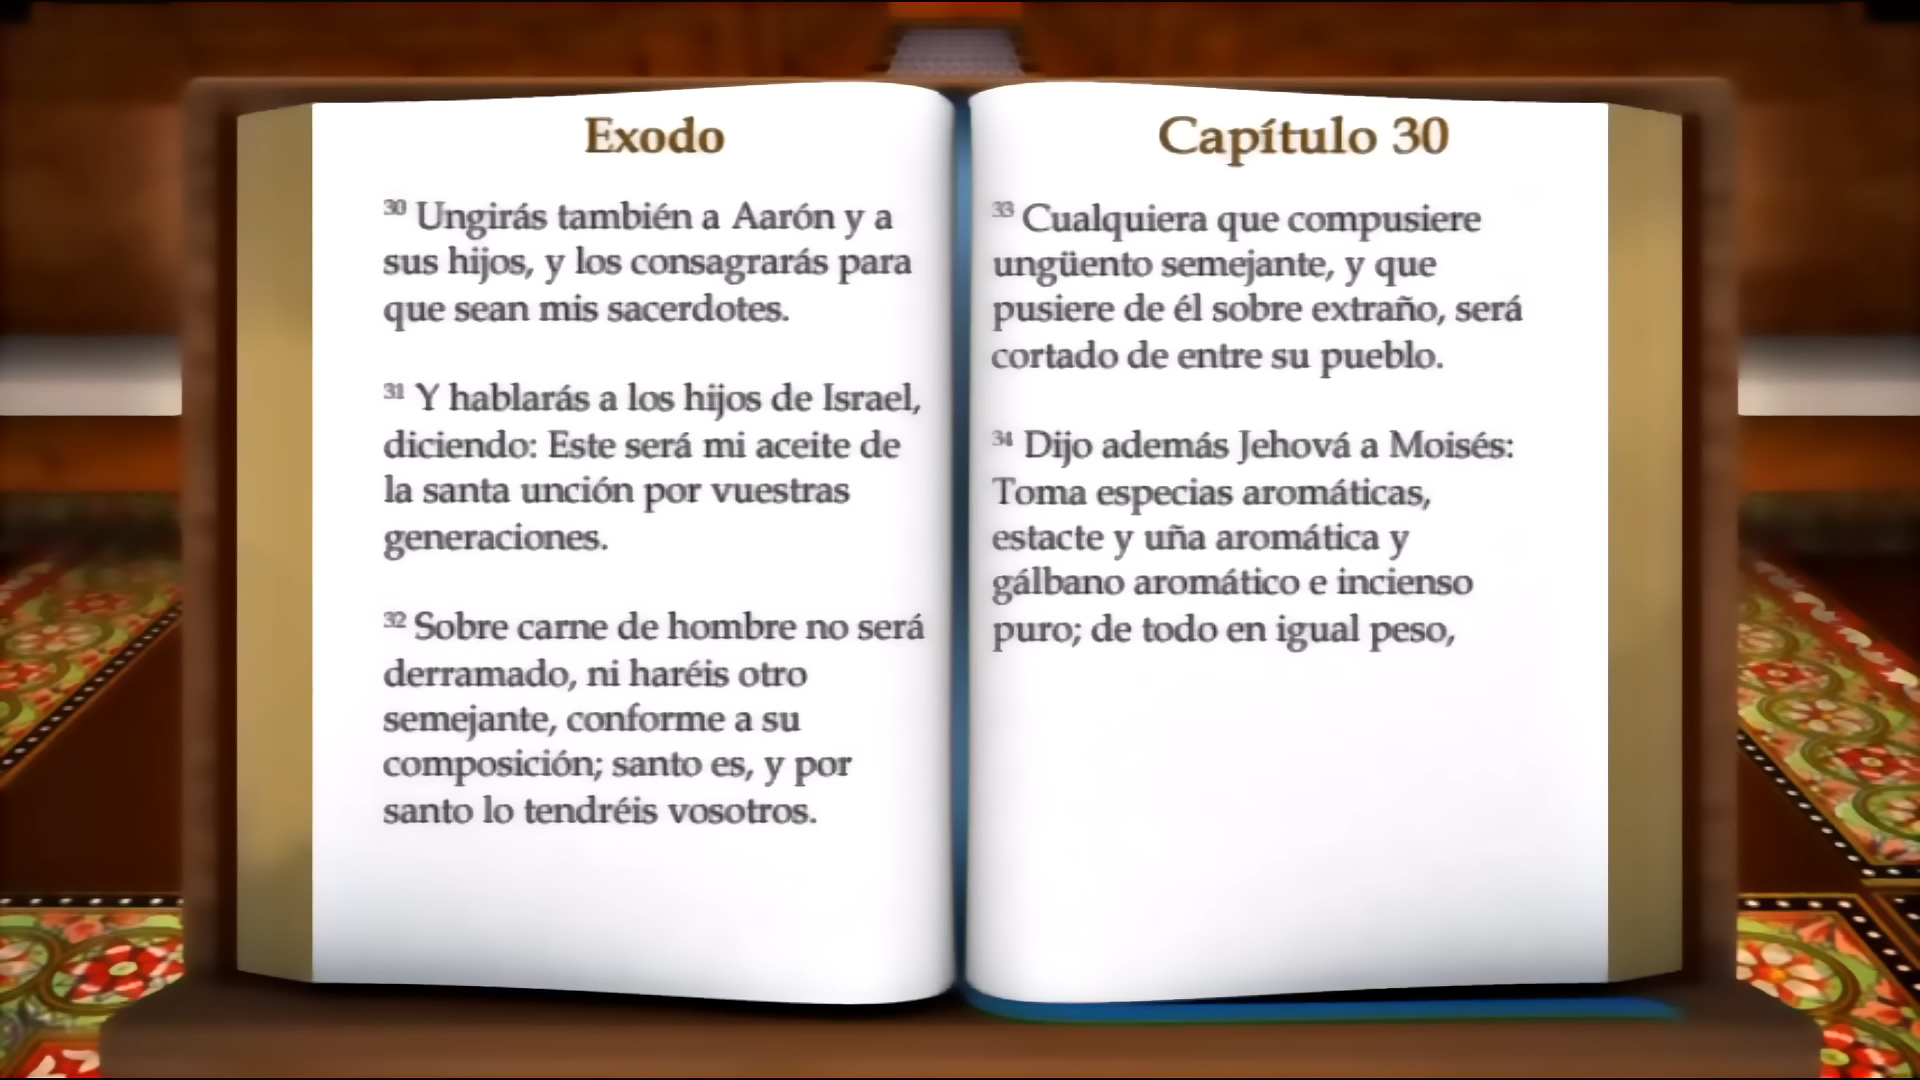 Exodo
30 Ungirás también a Aarón y a
sus hijos, y los consagrarás para
que sean mis sacerdotes.
31 Y hablarás a los hijos de Israel,
diciendo: Este será mi aceite de
la santa unción por vuestras
generaciones.
32 Sobre carne de hombre no será
derramado, ni haréis otro
semejante, conforme a su
composición; santo es, y por
santo lo tendréis vosotros.
Capítulo 30
33 Cualquiera que compusiere
ungüento semejante, y que
pusiere de él sobre extraño, será
cortado de entre su pueblo.
34 Dijo además Jehová a Moisés:
Toma especias aromáticas,
estacte y uña aromática y
gálbano aromático e incienso
puro; de todo en igual peso,